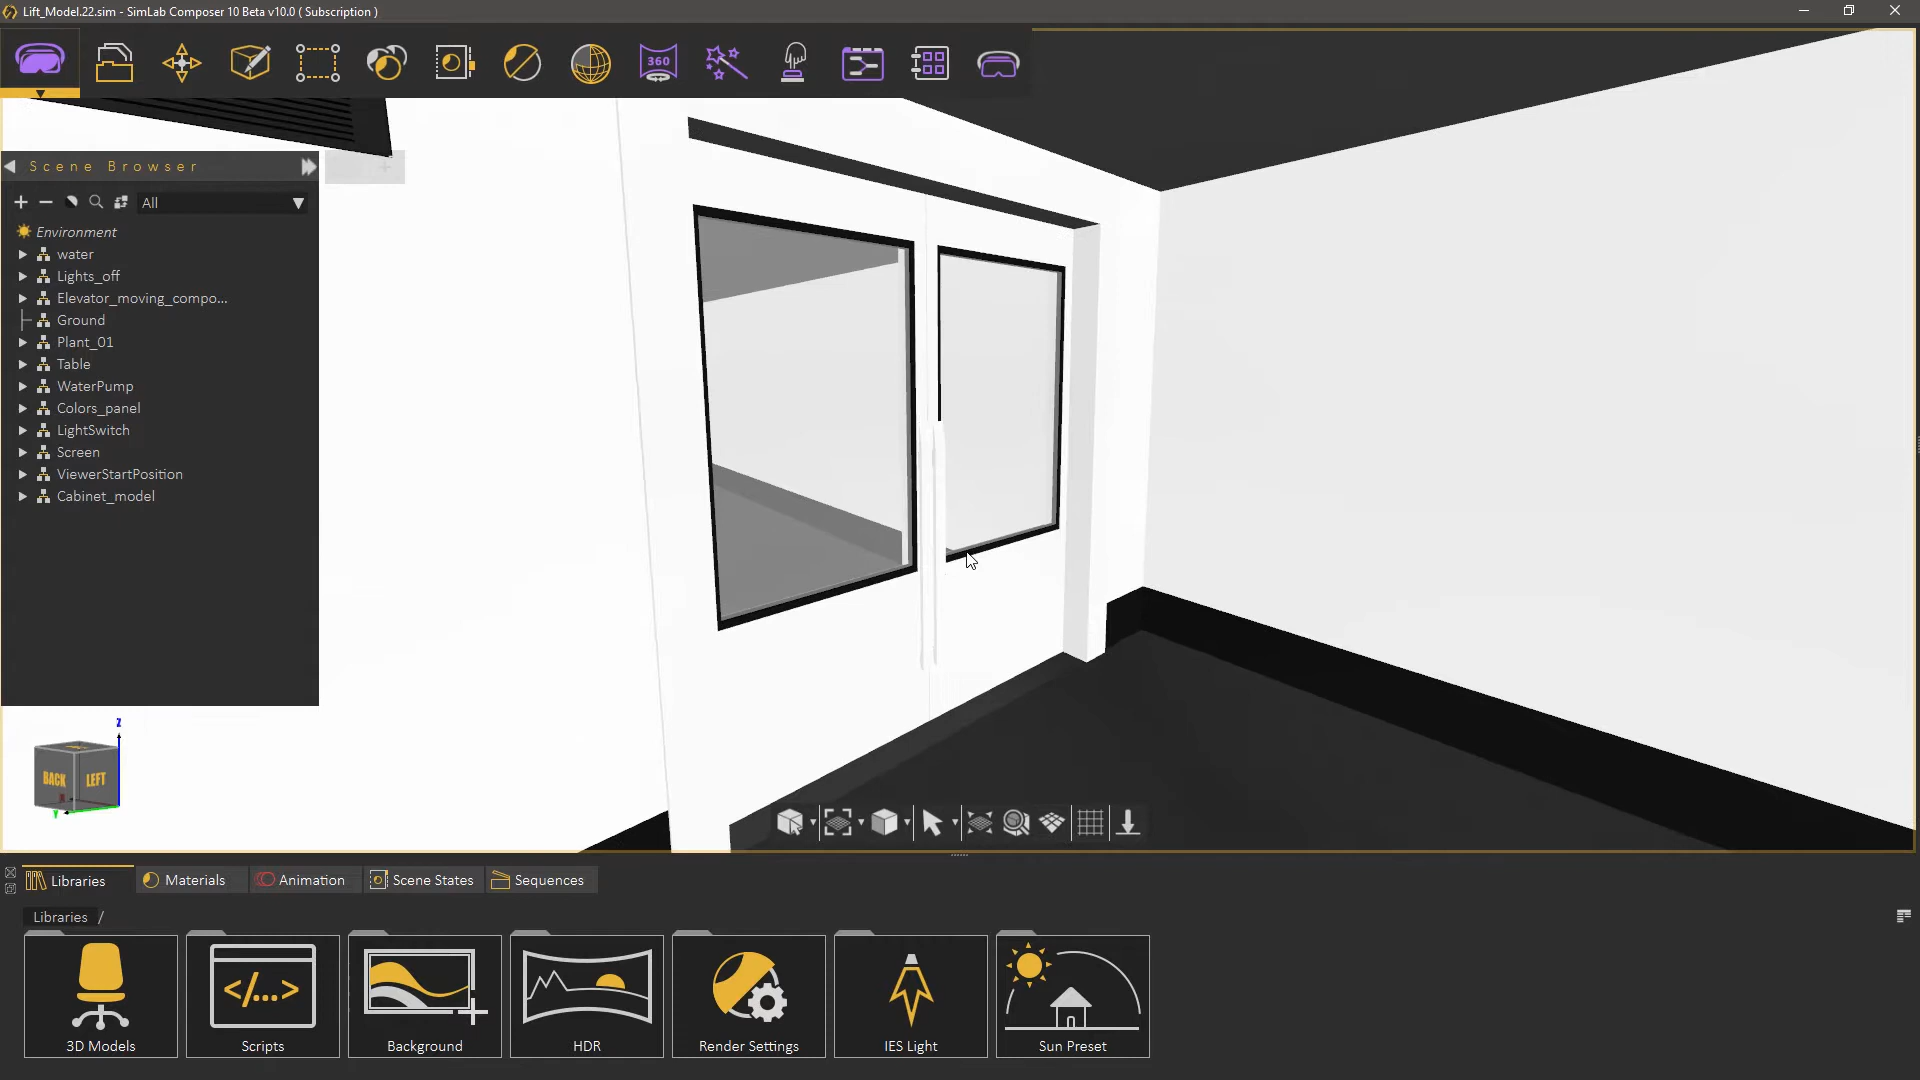 Lift_Model.22.sim - SimLab Composer 10 Beta v10.0 ( Subscription )
360
Scene Browser
All
Environment
water
Lights_off
Elevator_moving_compo...
Ground
Plant_01
Table
WaterPump
Colors_panel
LightSwitch
Screen
ViewerStartPosition
Cabinet_model
Z
BACK LEFT
Y
Libraries Materials Animation Scene States Sequences
Libraries /
</...>
3D Models Scripts Background HDR Render Settings IES Light Sun Preset